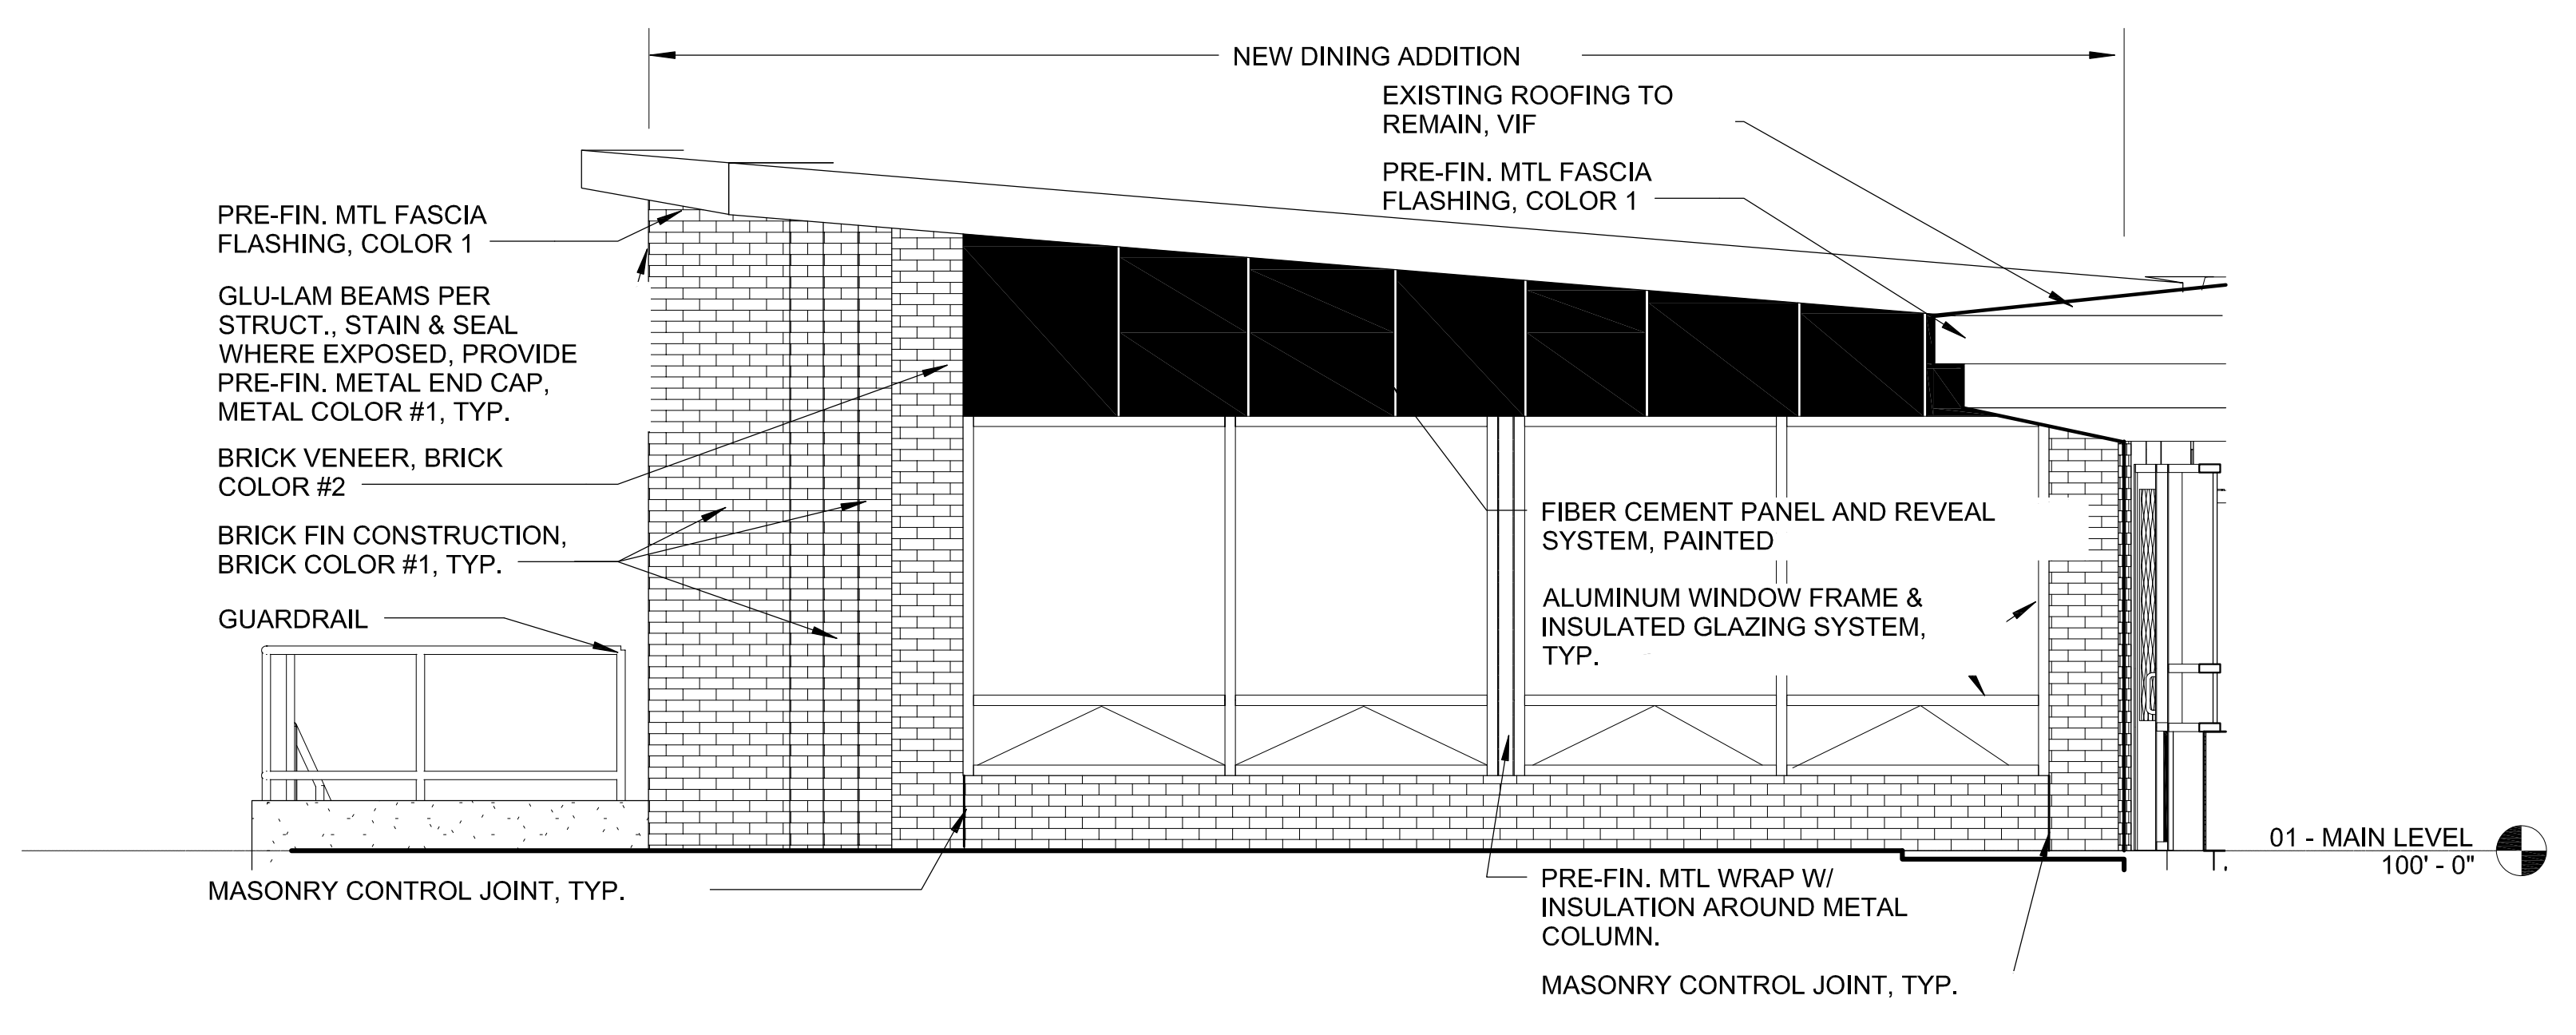 NEW DINING ADDITION
EXISTING ROOFING TO
REMAIN, VIF
PRE-FIN. MTL FASCIA
FLASHING, COLOR 1
PRE-FIN. MTL FASCIA
FLASHING, COLOR 1
GLU-LAM BEAMS PER
STRUCT., STAIN & SEAL
WHERE EXPOSED, PROVIDE
PRE-FIN. METAL END CAP,
METAL COLOR #1, TYP.
BRICK VENEER, BRICK
COLOR #2
BRICK FIN CONSTRUCTION,
BRICK COLOR #1, TYP.
GUARDRAIL
MASONRY CONTROL JOINT, TYP.
FIBER CEMENT PANEL AND REVEAL
SYSTEM, PAINTED
ALUMINUM WINDOW FRAME &
INSULATED GLAZING SYSTEM,
TYP.
PRE-FIN. MTL WRAP W/
INSULATION AROUND METAL
COLUMN.
MASONRY CONTROL JOINT, TYP.
01 - MAIN LEVEL
100' - 0"